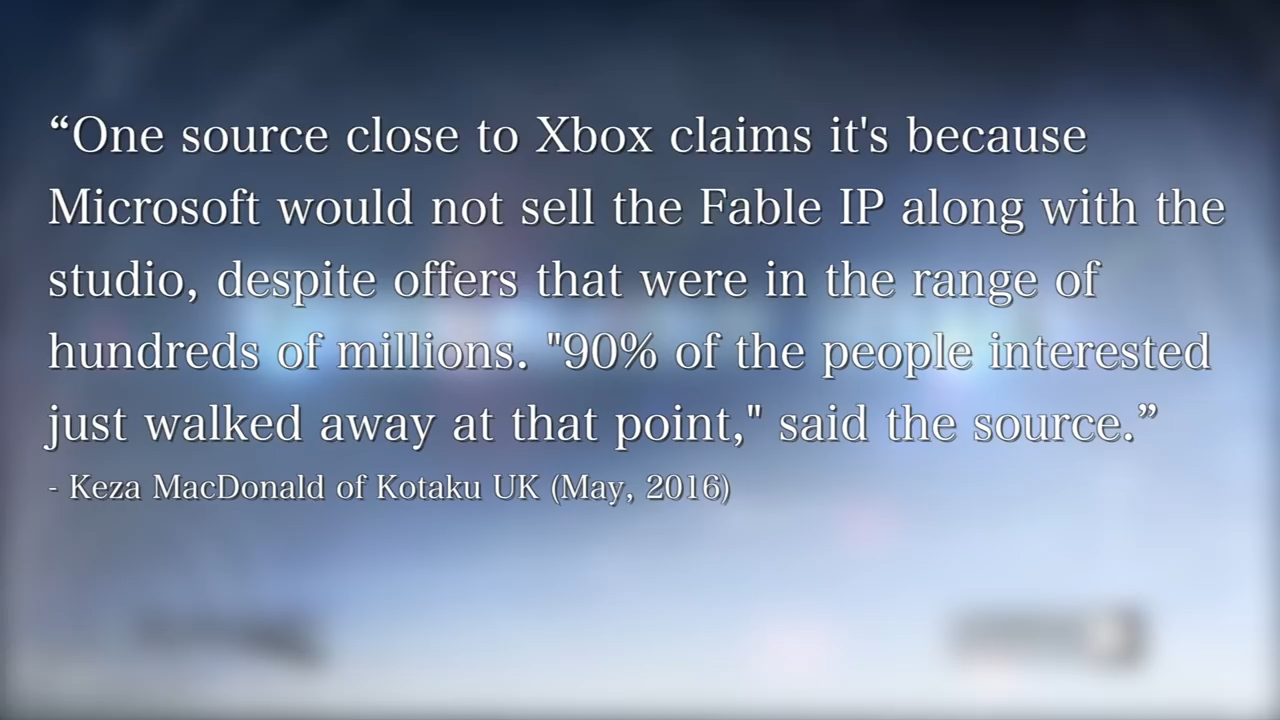 “One source close to Xbox claims it's because
Microsoft would not sell the Fable IP along with the
studio, despite offers that were in the range of
hundreds of millions. "90% of the people interested
just walked away at that point," said the source.”
- Keza MacDonald of Kotaku UK (May, 2016)